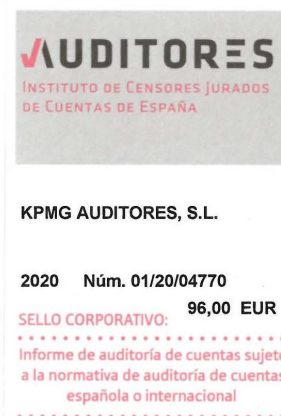 AUDITORES
INSTITUTO DE CENSORES JURADOS
DE CUENTAS DE ESPAÑA
KPMG AUDITORES, S.L.
2020 Núm. 01/20/04770
96,00 EUR
SELLO CORPORATIVO:
Informe de auditoría de cuentas sujeto
a la normativa de auditoría de cuentas
española o internacional